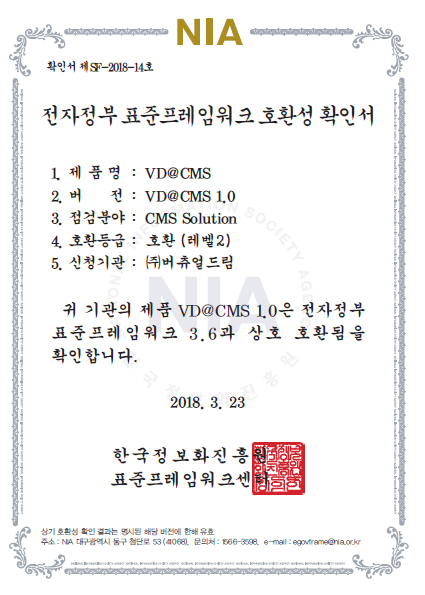 NIA
확인서 제 SF-2018-14호
전자정부 표준프레임워크 호환성 확인서
1. 제 품 명 : VD@CMS
2. 버 전 : VD@CMS 1.0
3. 점검분야 : CMS Solution
4. 호환등급 : 호환 (레벨2)
5. 신청기관 : ㈜버츄얼드림
귀 기관의 제품 VD@CMS 1.0은 전자정부
표준프레임워크 3.6과 상호 호환됨을
확인합니다.
NIA
2018. 3. 23
한국정보화진흥원
표준프레임워크센터
상기 호환성 확인 결과는 명시된 해당 버전에 한해 유효
주소 : NIA 대구광역시 동구 첨단로 53 (41068), 문의처 : 1566-3598, e-mail : egovframe@nia.or.kr